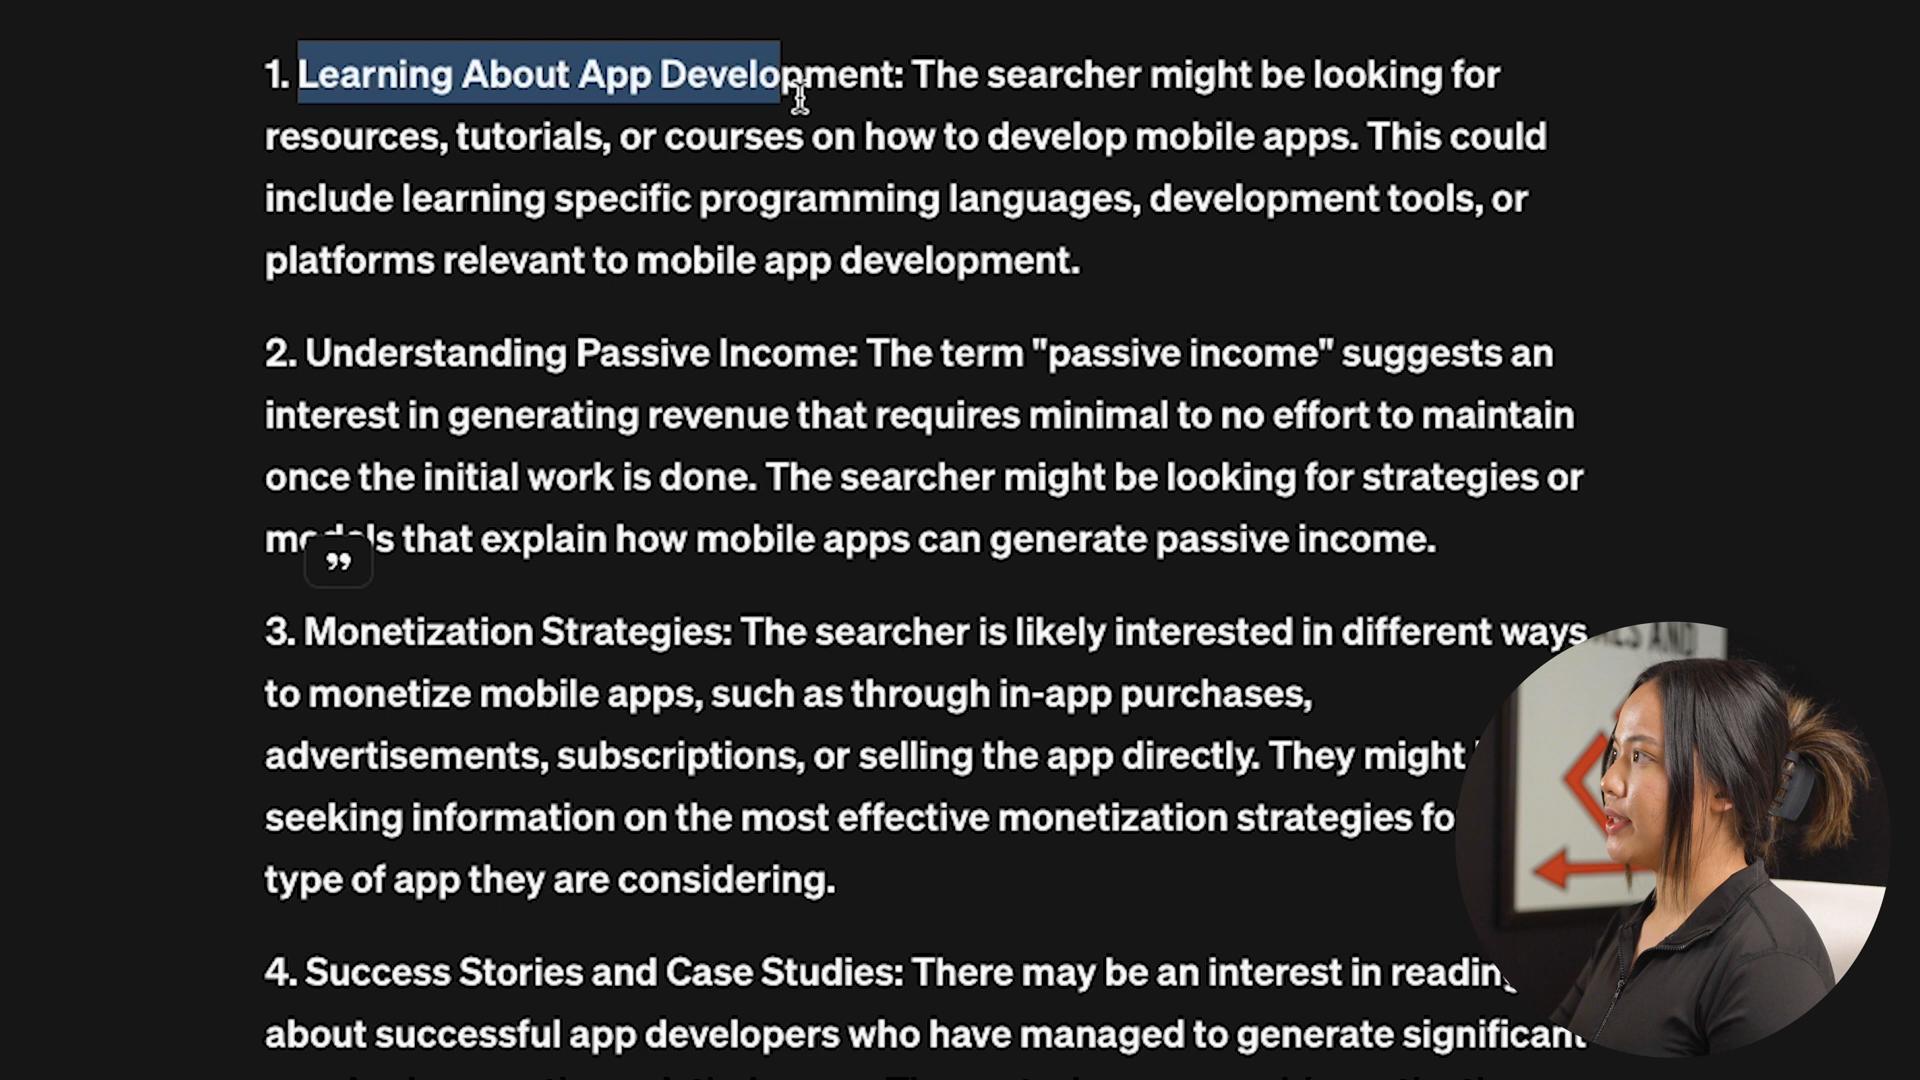 1. Learning About App Development: The searcher might be looking for
resources, tutorials, or courses on how to develop mobile apps. This could
include learning specific programming languages, development tools, or
platforms relevant to mobile app development.
2. Understanding Passive Income: The term "passive income" suggests an
interest in generating revenue that requires minimal to no effort to maintain
once the initial work is done. The searcher might be looking for strategies or
models that explain how mobile apps can generate passive income.
3. Monetization Strategies: The searcher is likely interested in different ways
to monetize mobile apps, such as through in-app purchases,
advertisements, subscriptions, or selling the app directly. They might
seeking information on the most effective monetization strategies
type of app they are considering.
4. Success Stories and Case Studies: There may be an interest in reading
about successful app developers who have managed to generate significant
AND